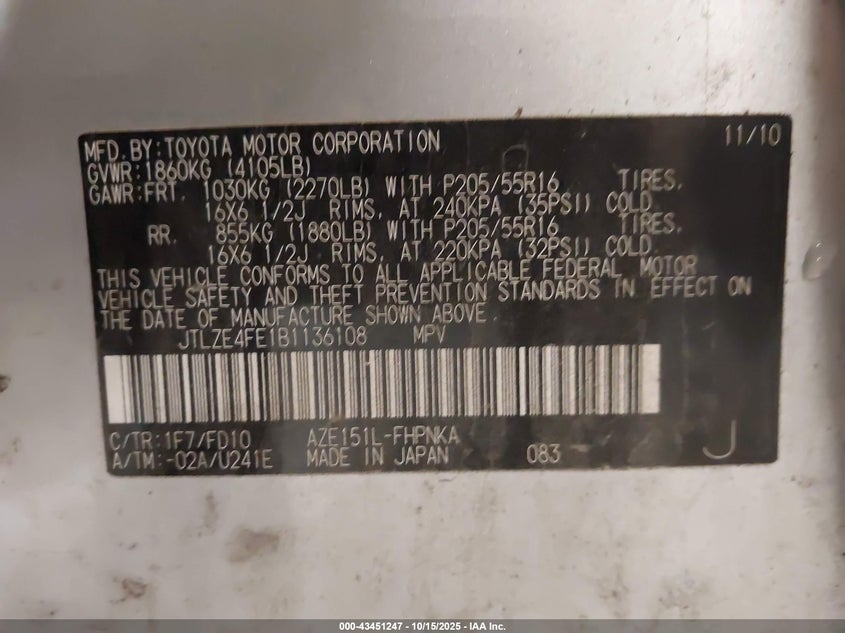 MFD.BY:TOYOTA MOTOR CORPORATION 11/10
GVWR:1860KG (4105LB)
GAWR:FRT. 1030KG (2270LB) WITH P205/55R16 TIRES,
16X6 1/2J RIMS, AT 240KPA (35PSI) COLD.
RR. 855KG (1880LB) WITH P205/55R16 TIRES,
16X6 1/2J RIMS, AT 220KPA (32PSI) COLD.
THIS VEHICLE CONFORMS TO ALL APPLICABLE FEDERAL MOTOR
VEHICLE SAFETY AND THEFT PREVENTION STANDARDS IN EFFECT ON
THE DATE OF MANUFACTURE SHOWN ABOVE.
JTLZE4FE1B1136108 MPV
C/TR:1F7/FD10 AZE151L-FHPNKA
A/TM:-02A/U241E MADE IN JAPAN 083 J
000-43451247 - 10/15/2025 - IAA Inc.